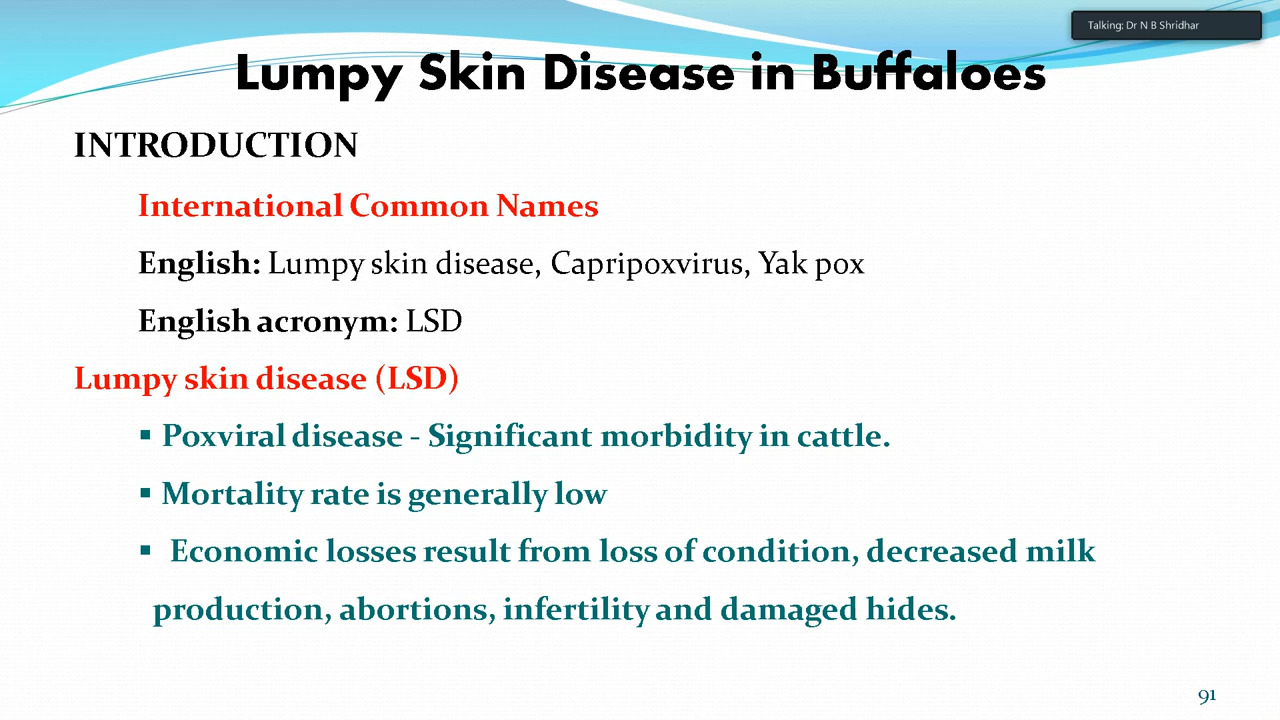 Talking: Dr N B Shridhar
Lumpy Skin Disease in Buffaloes
INTRODUCTION
International Common Names
English: Lumpy skin disease, Capripoxvirus, Yak pox
English acronym: LSD
Lumpy skin disease (LSD)
▪ Poxviral disease - Significant morbidity in cattle.
▪ Mortality rate is generally low
▪ Economic losses result from loss of condition, decreased milk
production, abortions, infertility and damaged hides.
91